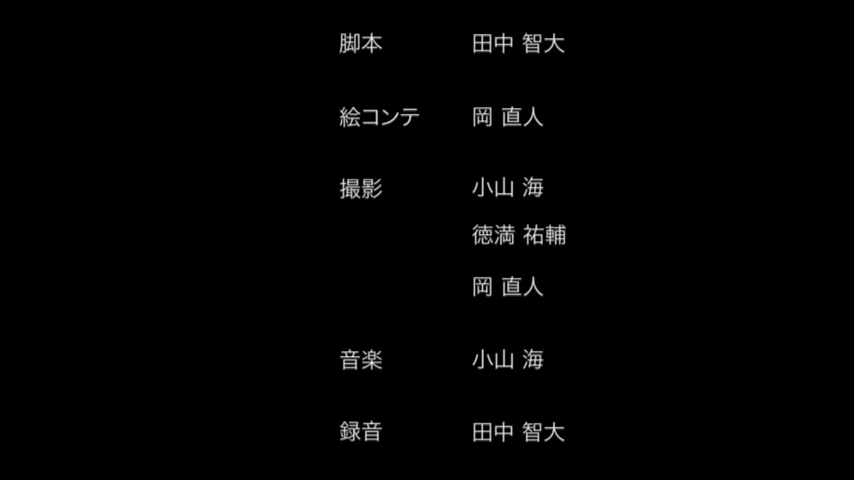 脚本 田中 智大
絵コンテ 岡 直人
撮影 小山 海
徳満 祐輔
岡 直人
音楽 小山 海
録音 田中 智大